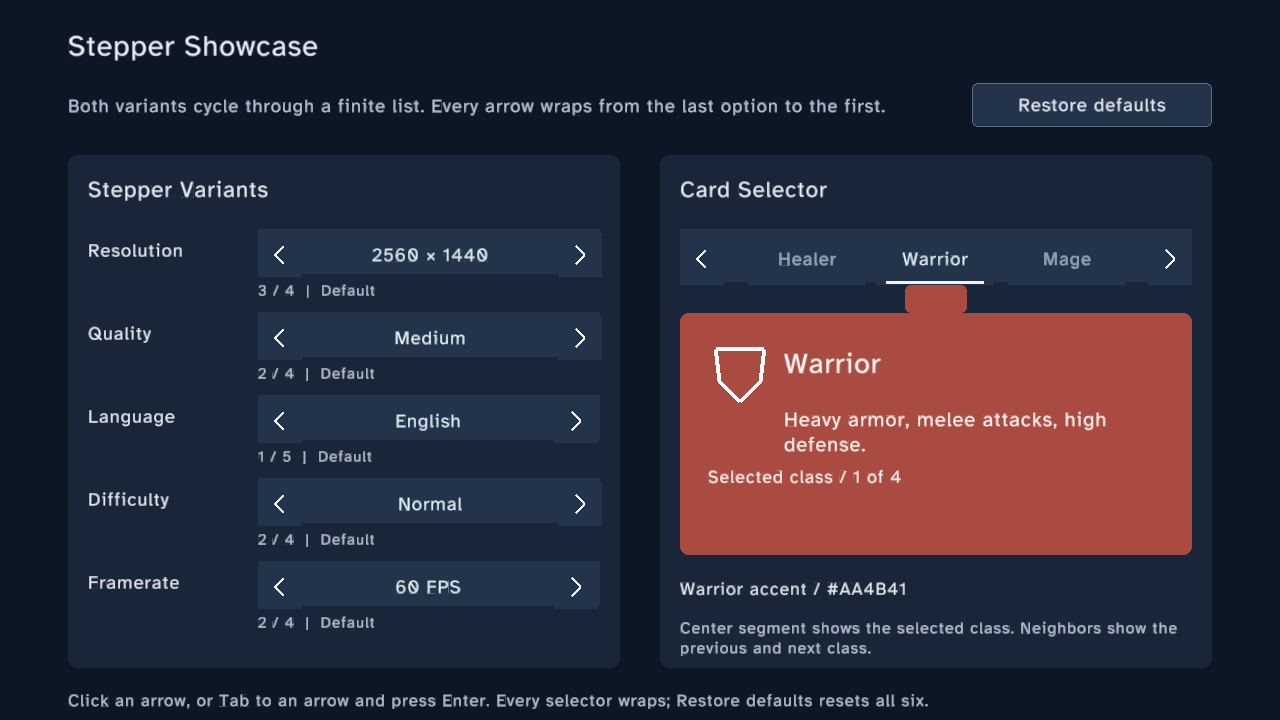 Stepper Showcase
Both variants cycle through a finite list. Every arrow wraps from the last option to the first.
Restore defaults
Stepper Variants
Resolution
2560 × 1440
3 / 4 | Default
Quality
Medium
2 / 4 | Default
Language
English
1 / 5 | Default
Difficulty
Normal
2 / 4 | Default
Framerate
60 FPS
2 / 4 | Default
Card Selector
Healer
Warrior
Mage
Warrior
Heavy armor, melee attacks, high
defense.
Selected class / 1 of 4
Warrior accent / #AA4B41
Center segment shows the selected class. Neighbors show the
previous and next class.
Click an arrow, or Tab to an arrow and press Enter. Every selector wraps; Restore defaults resets all six.